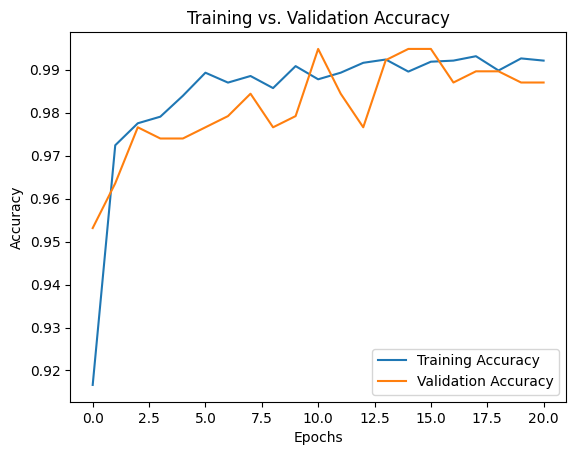 Training vs. Validation Accuracy
0.99
0.98
0.97
0.96
0.95
0.94
0.93
0.92
Accuracy
Training Accuracy
Validation Accuracy
0.0 2.5 5.0 7.5 10.0 12.5 15.0 17.5 20.0
Epochs